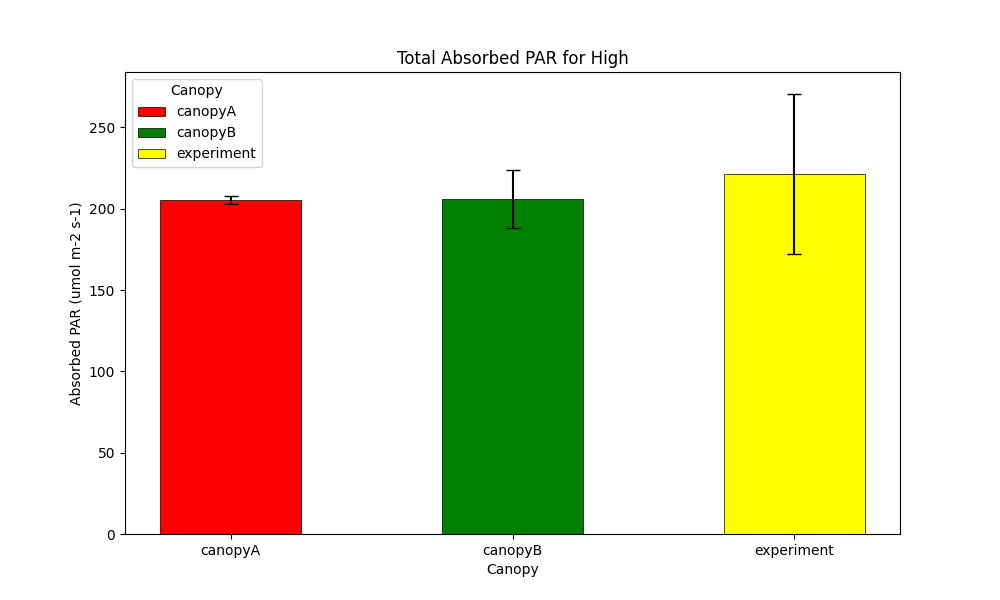 Total Absorbed PAR for High
Canopy
canopyA
canopyB
experiment
250
200
150
100
50
0
Absorbed PAR (umol m-2 s-1)
canopyA
canopyB
experiment
Canopy